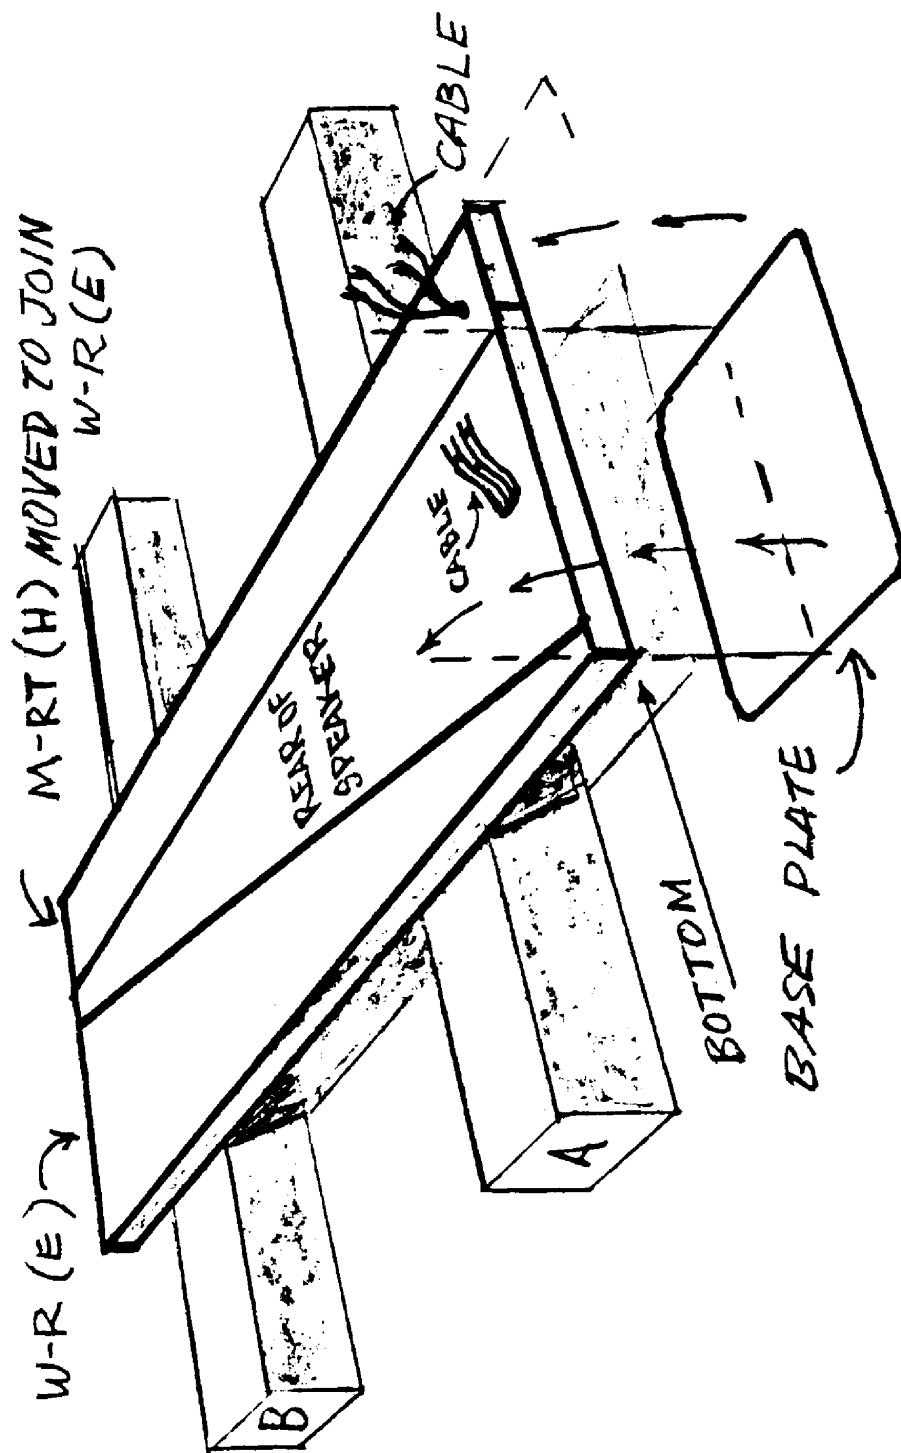 M-RT (H) MOVED TO JOIN
W-R (E)
W-R (E)
CABLE
REAR OF
SPEAKER
CABLE
B
A
BOTTOM
BASE PLATE